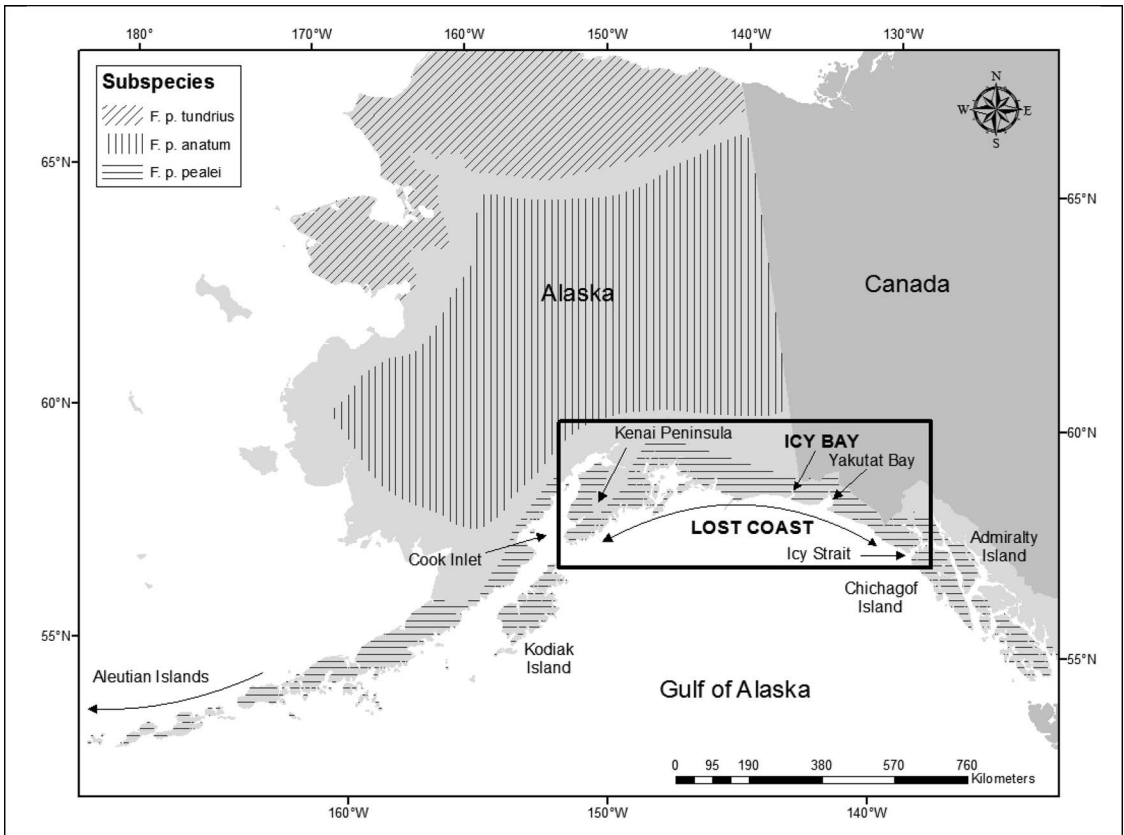 180°
170°W
160°W
150°W
140°W
130°W
Subspecies
F. p. tundrius
F. p. anatum
F. p. pealei
N
W
E
S
65°N
65°N
Alaska
Canada
60°N
60°N
Kenai Peninsula
ICY BAY
Yakutat Bay
LOST COAST
Cook Inlet
Icy Strait
Admiralty
Island
Chichagof
Island
55°N
55°N
Kodiak
Island
Aleutian Islands
Gulf of Alaska
0 95 190 380 570 760
Kilometers
160°W
150°W
140°W